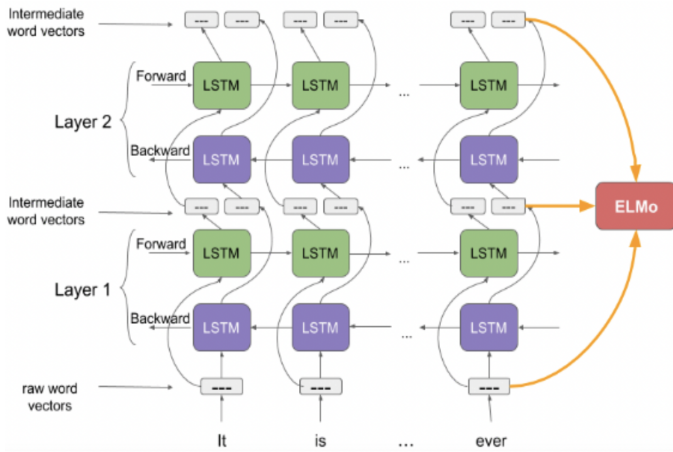 Intermediate
word vectors
--- ---
--- ---
--- ---
Forward
LSTM
LSTM
LSTM
Layer 2
...
Backward
LSTM
LSTM
LSTM
...
Intermediate
word vectors
--- ---
--- ---
--- ---
ELMo
Forward
LSTM
LSTM
LSTM
Layer 1
...
Backward
LSTM
LSTM
LSTM
...
raw word
vectors
---
---
---
It
is
...
ever